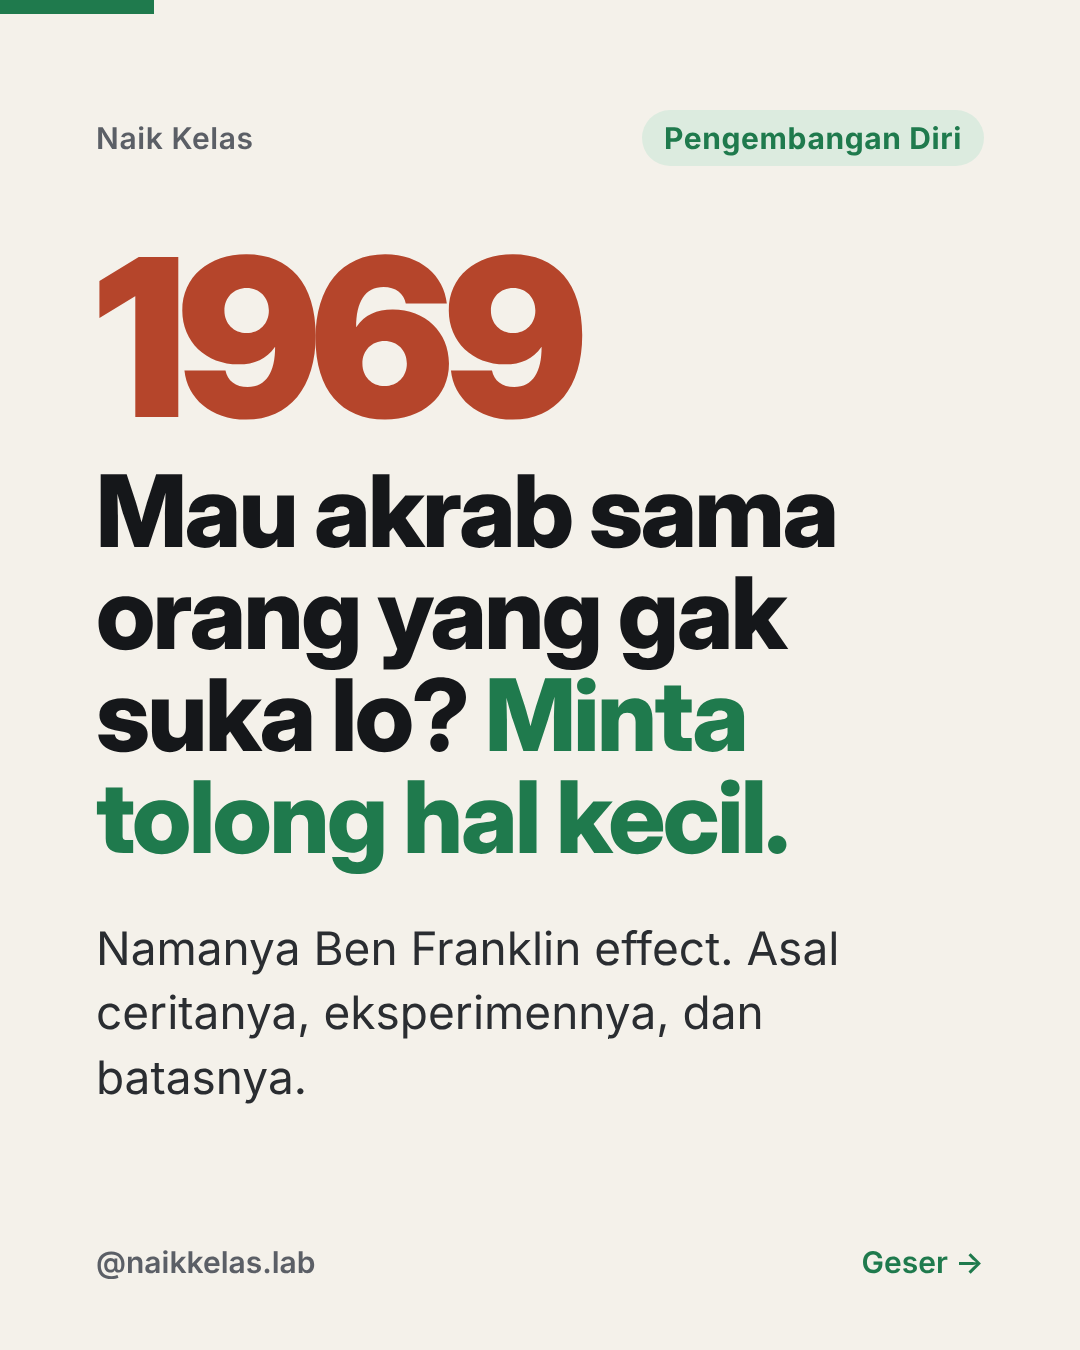 Naik Kelas
Pengembangan Diri
1969
Mau akrab sama
orang yang gak
suka lo? Minta
tolong hal kecil.
Namanya Ben Franklin effect. Asal
ceritanya, eksperimennya, dan
batasnya.
@naikkelas.lab
Geser →